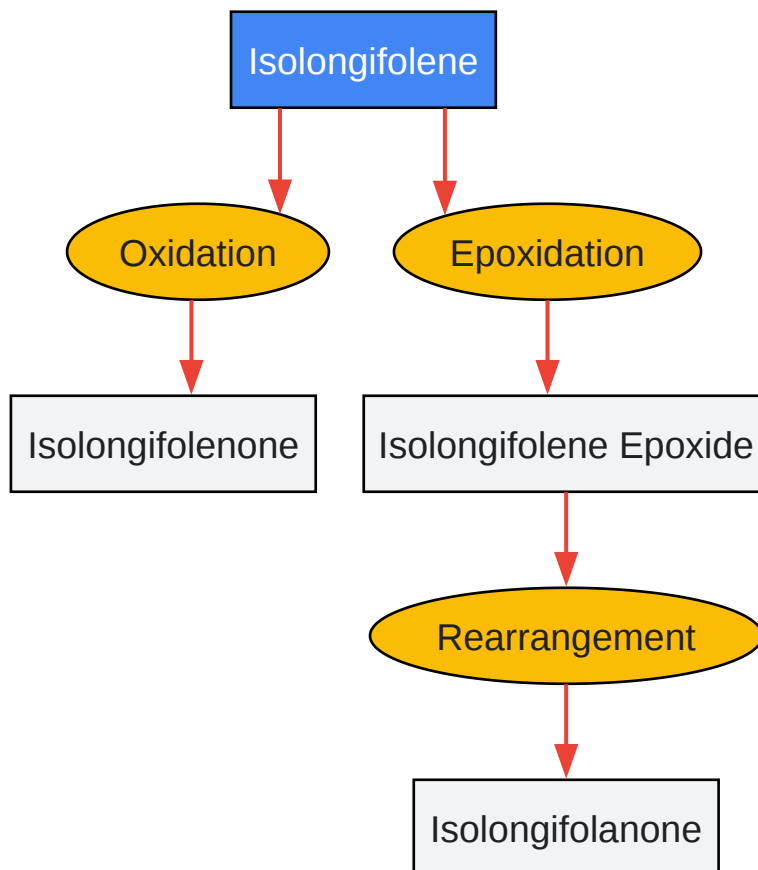 Isolongifolene
Oxidation
Epoxidation
Isolongifolenone
Isolongifolene Epoxide
Rearrangement
Isolongifolanone